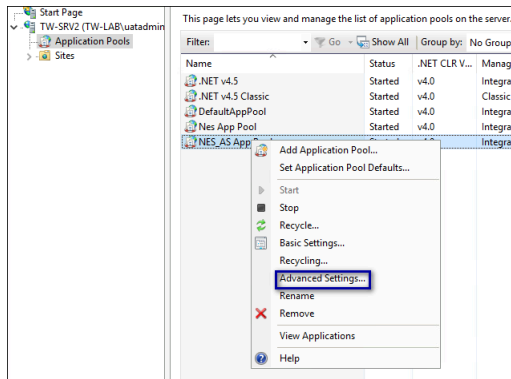 Start Page
TW-SRV2 (TW-LAB\uatadmin
Application Pools
Sites
This page lets you view and manage the list of application pools on the server.
Filter: Go Show All Group by: No Group
Name Status .NET CLR V... Manag
.NET v4.5 Started v4.0 Integra
.NET v4.5 Classic Started v4.0 Classic
DefaultAppPool Started v4.0 Integra
Nes App Pool Started v4.0 Integra
NES_AS App Integra
Add Application Pool...
Set Application Pool Defaults...
Start
Stop
Recycle...
Basic Settings...
Recycling...
Advanced Settings...
Rename
Remove
View Applications
Help